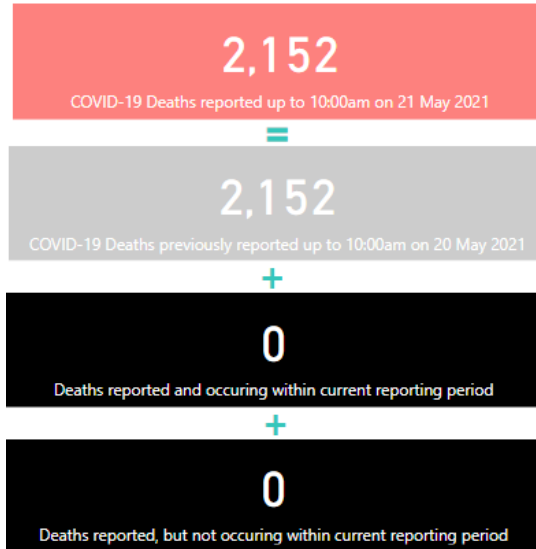 2,152
COVID-19 Deaths reported up to 10:00am on 21 May 2021
=
2,152
COVID-19 Deaths previously reported up to 10:00am on 20 May 2021
+
0
Deaths reported and occuring within current reporting period
+
0
Deaths reported, but not occuring within current reporting period